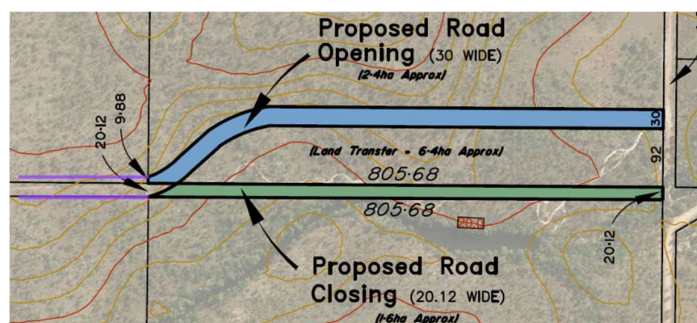 Proposed Road
Opening (30 WIDE)
(2·4ha Approx)
9·88
20·12
30
(Land Transfer - 6·4ha Approx)
92
805·68
805·68
20·12
Proposed Road
Closing (20.12 WIDE)
(1·6ha Approx)